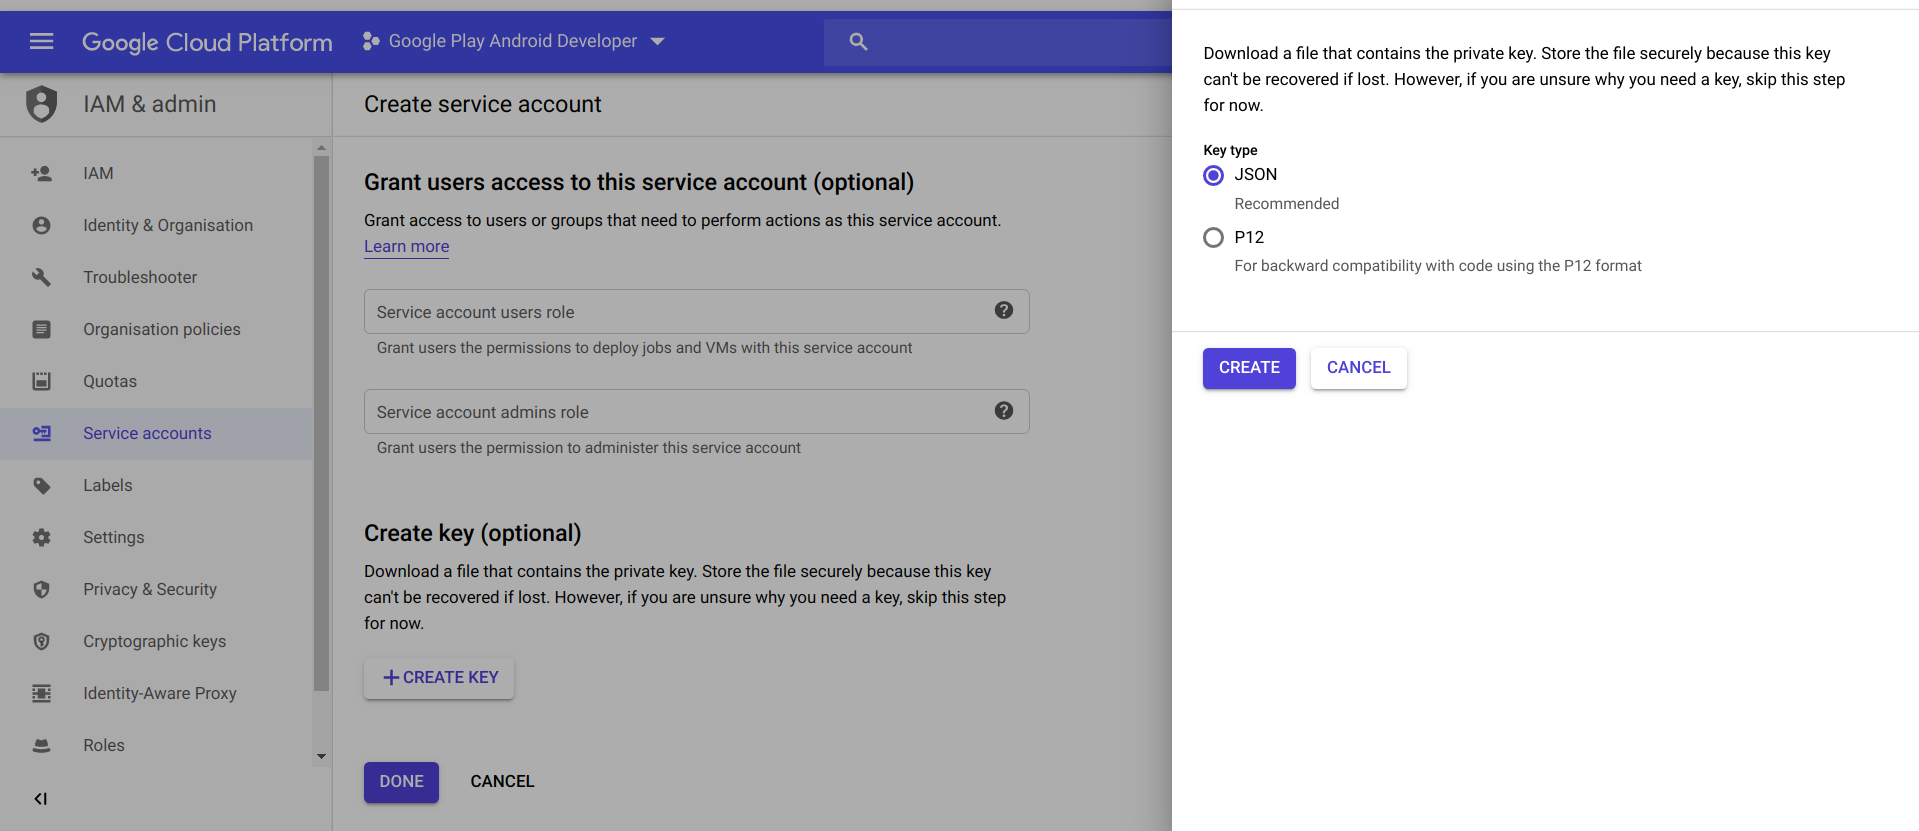 Google Cloud Platform
Google Play Android Developer
IAM & admin
IAM
Identity & Organisation
Troubleshooter
Organisation policies
Quotas
Service accounts
Labels
Settings
Privacy & Security
Cryptographic keys
Identity-Aware Proxy
Roles
Create service account
Grant users access to this service account (optional)
Grant access to users or groups that need to perform actions as this service account.
Learn more
Service account users role
Grant users the permissions to deploy jobs and VMs with this service account
Service account admins role
Grant users the permission to administer this service account
Create key (optional)
Download a file that contains the private key. Store the file securely because this key
can't be recovered if lost. However, if you are unsure why you need a key, skip this step
for now.
CREATE KEY
DONE
CANCEL
Download a file that contains the private key. Store the file securely because this key
can't be recovered if lost. However, if you are unsure why you need a key, skip this step
for now.
Key type
JSON
Recommended
P12
For backward compatibility with code using the P12 format
CREATE
CANCEL